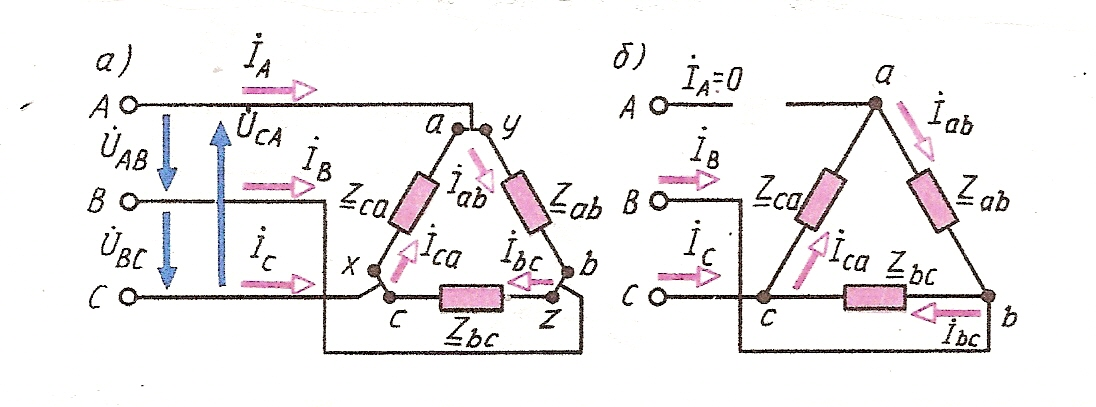 а)
İ_A
A
a
y
U̇_AB
U̇_CA
İ_B
Z_ca
İ_ab
Z_ab
B
U̇_BC
İ_C
x
İ_ca
İ_bc
b
C
c
Z_bc
z
б)
İ_A=0
a
A
İ_ab
İ_B
Z_ca
Z_ab
B
İ_C
İ_ca
Z_bc
C
c
İ_bc
b